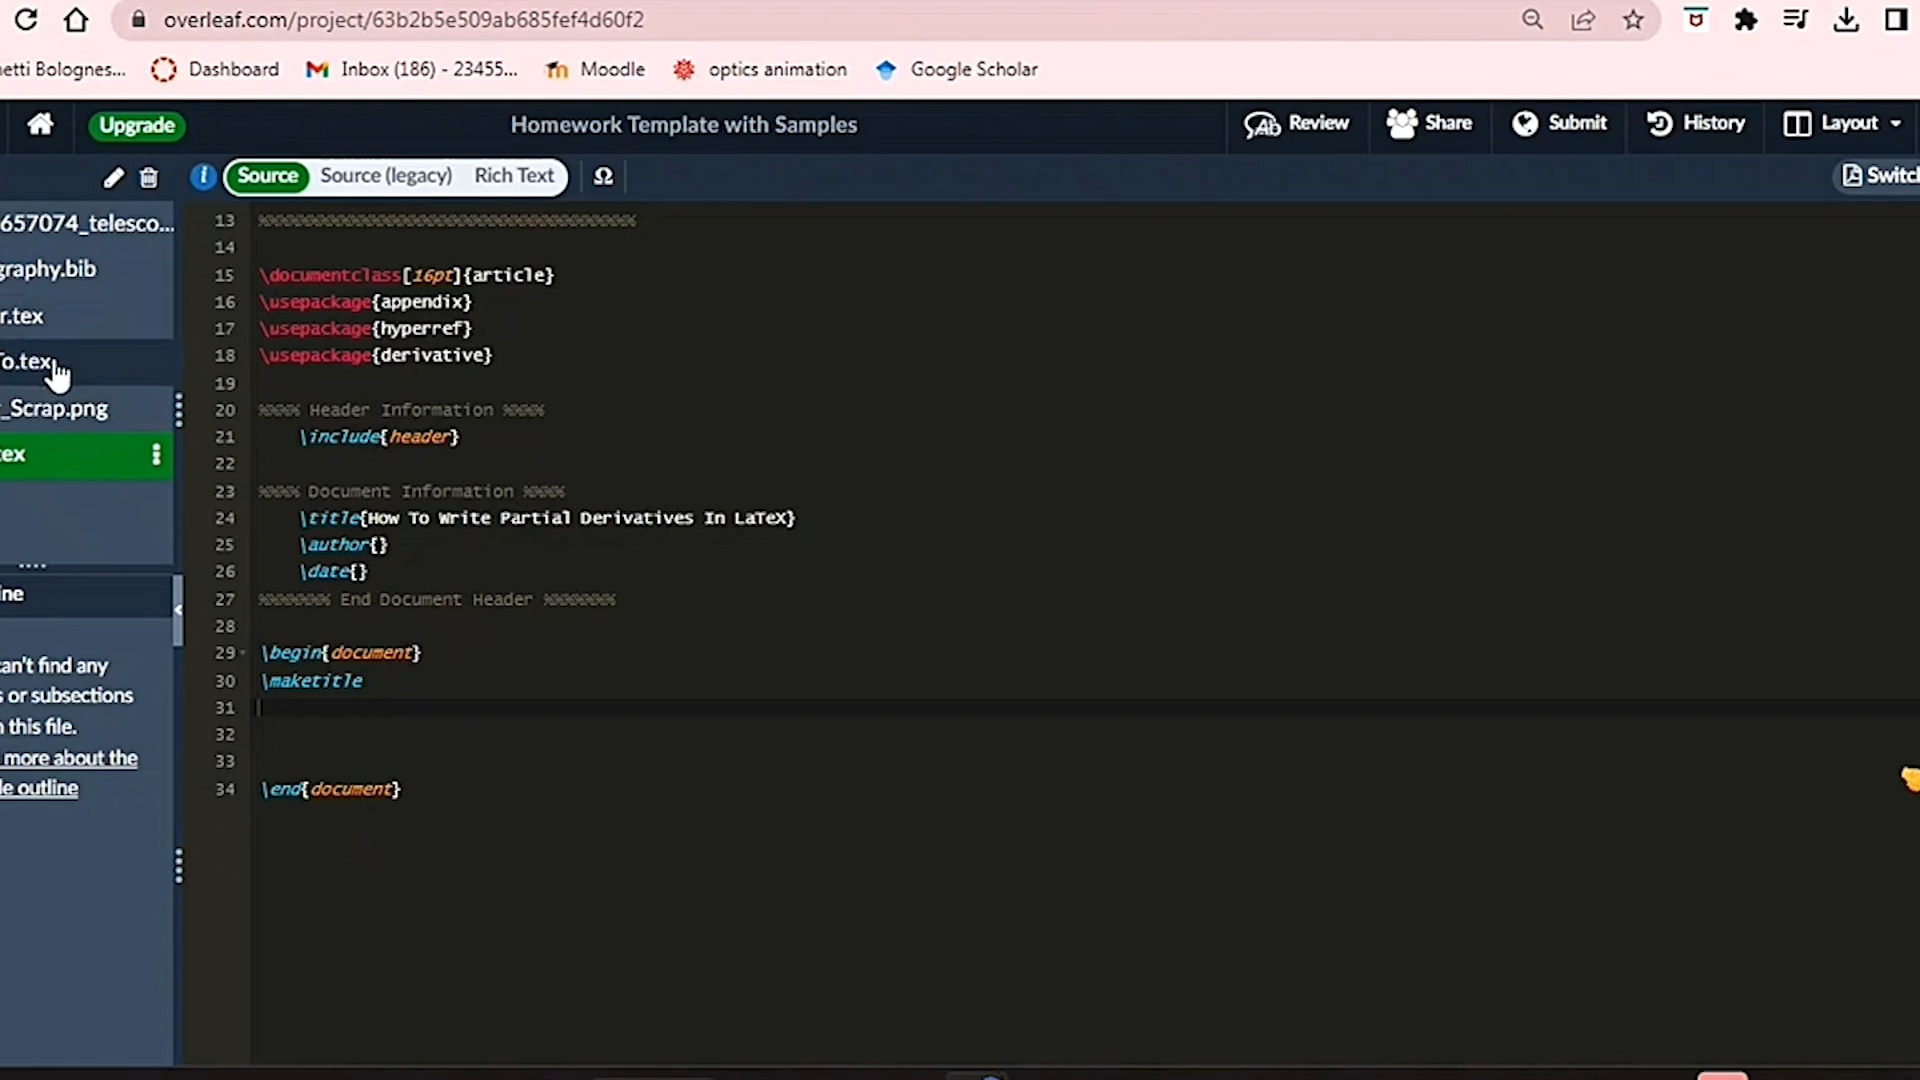 overleaf.com/project/63b2b5e509ab685fef4d60f2
etti Bolognes... Dashboard Inbox (186) - 23455... Moodle optics animation Google Scholar
Upgrade Homework Template with Samples Review Share Submit History Layout
Source Source (legacy) Rich Text Ω Switch
657074_telesco...
graphy.bib
r.tex
To.tex
_Scrap.png
tex
ine
can't find any
s or subsections
n this file.
more about the
le outline
13
14
15 \documentclass[16pt]{article}
16 \usepackage{appendix}
17 \usepackage{hyperref}
18 \usepackage{derivative}
19
20 %%%% Header Information %%%%
21 \include{header}
22
23 %%%% Document Information %%%%
24 \title{How To Write Partial Derivatives In LaTeX}
25 \author{}
26 \date{}
27 %%%%%%% End Document Header %%%%%%%
28
29 \begin{document}
30 \maketitle
31
32
33
34 \end{document}